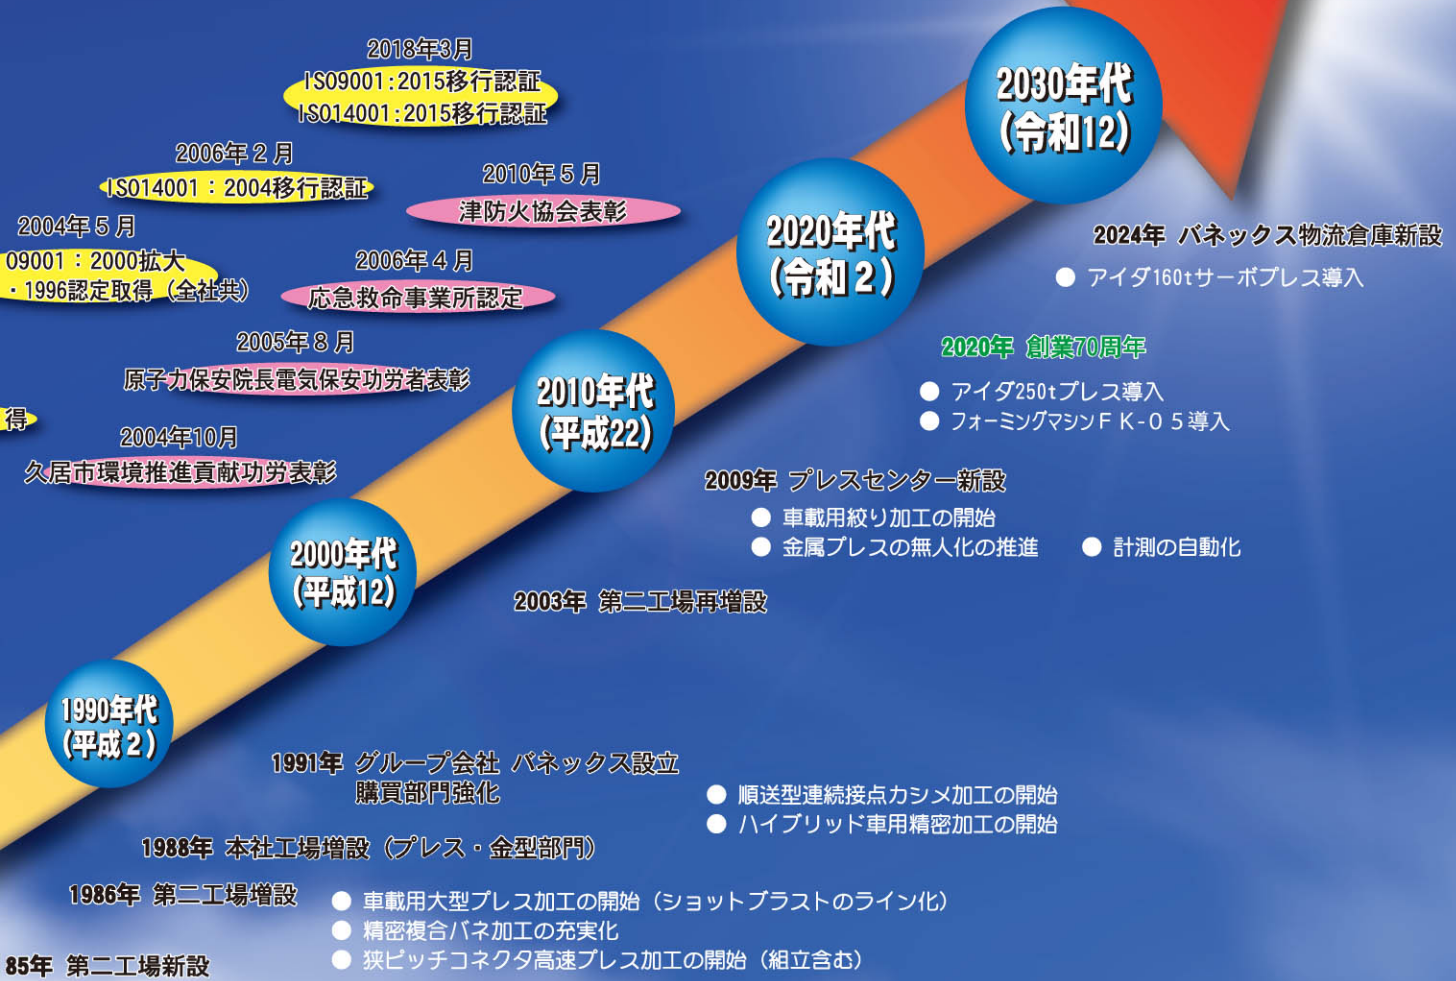 2018年3月
ISO9001:2015移行認証
ISO14001:2015移行認証
2006年2月
ISO14001：2004移行認証
2010年5月
津防火協会表彰
2004年5月
O9001：2000拡大
・1996認定取得（全社共）
2006年4月
応急救命事業所認定
2005年8月
原子力保安院長電気保安功労者表彰
得
2004年10月
久居市環境推進貢献功労表彰
2030年代
（令和12）
2020年代
（令和2）
2010年代
（平成22）
2000年代
（平成12）
1990年代
（平成2）
2024年 バネックス物流倉庫新設
● アイダ160tサーボプレス導入
2020年 創業70周年
● アイダ250tプレス導入
● フォーミングマシンＦＫ-０５導入
2009年 プレスセンター新設
● 車載用絞り加工の開始
● 金属プレスの無人化の推進 ● 計測の自動化
2003年 第二工場再増設
1991年 グループ会社 バネックス設立
購買部門強化
● 順送型連続接点カシメ加工の開始
● ハイブリッド車用精密加工の開始
1988年 本社工場増設（プレス・金型部門）
1986年 第二工場増設
● 車載用大型プレス加工の開始（ショットブラストのライン化）
● 精密複合バネ加工の充実化
● 狭ピッチコネクタ高速プレス加工の開始（組立含む）
85年 第二工場新設